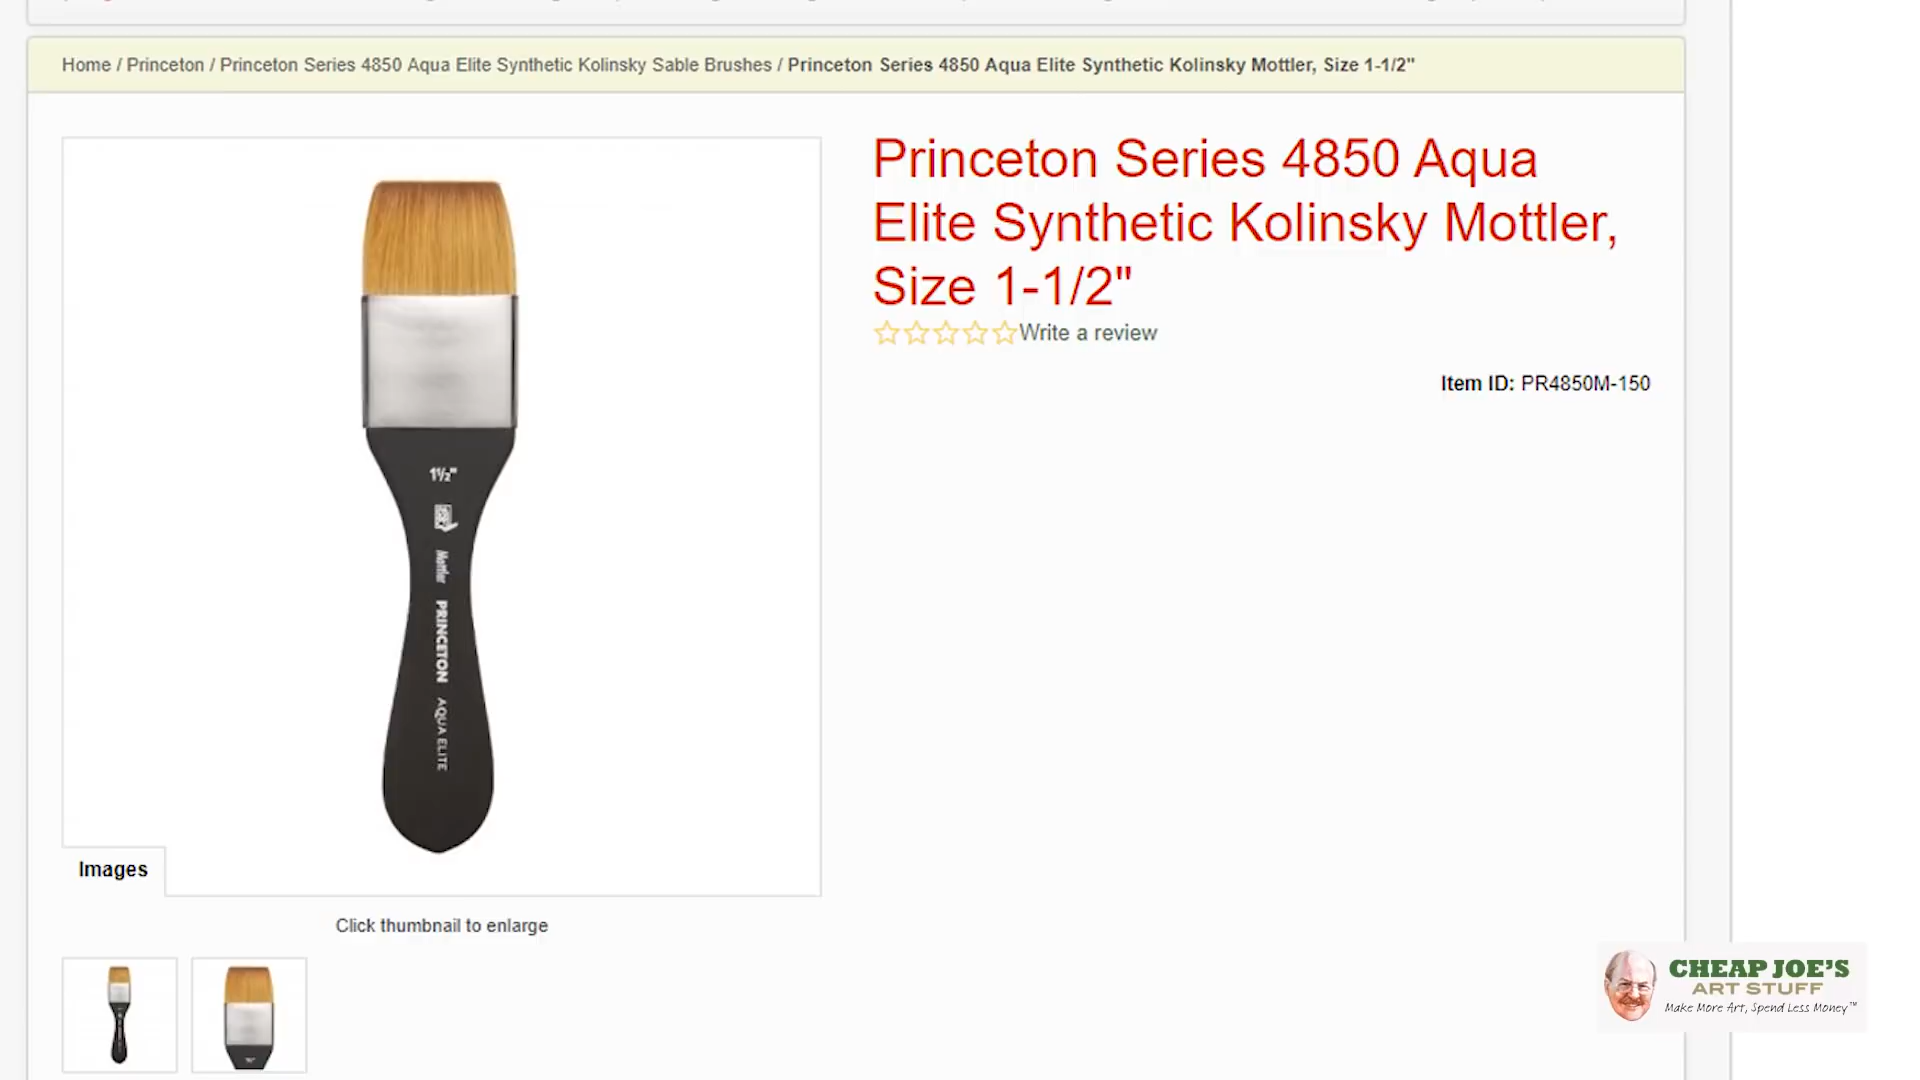 Home / Princeton / Princeton Series 4850 Aqua Elite Synthetic Kolinsky Sable Brushes / Princeton Series 4850 Aqua Elite Synthetic Kolinsky Mottler, Size 1-1/2"
Princeton Series 4850 Aqua
Elite Synthetic Kolinsky Mottler,
Size 1-1/2"
Write a review
Item ID: PR4850M-150
1½"
Mottler
PRINCETON
AQUA ELITE
Images
Click thumbnail to enlarge
CHEAP JOE'S
ART STUFF
Make More Art, Spend Less Money™